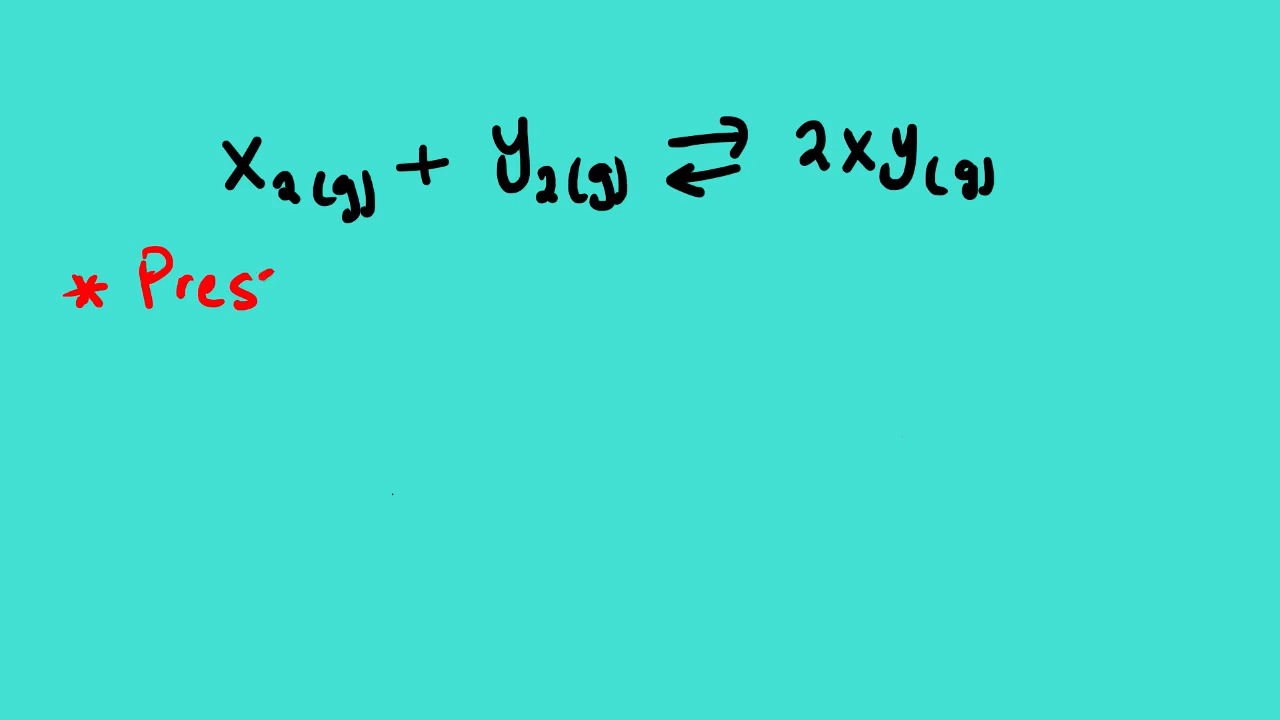 x₂(g) + y₂(g) ⇄ 2xy(g)
* Pres